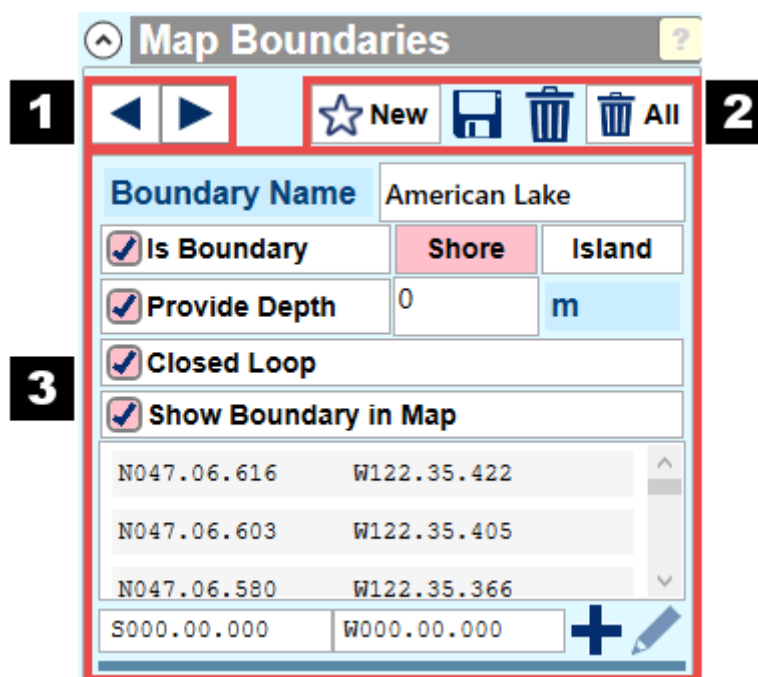 Map Boundaries ?
1 New All 2
Boundary Name American Lake
Is Boundary Shore Island
Provide Depth 0 m
Closed Loop
3
Show Boundary in Map
N047.06.616 W122.35.422
N047.06.603 W122.35.405
N047.06.580 W122.35.366
S000.00.000 W000.00.000